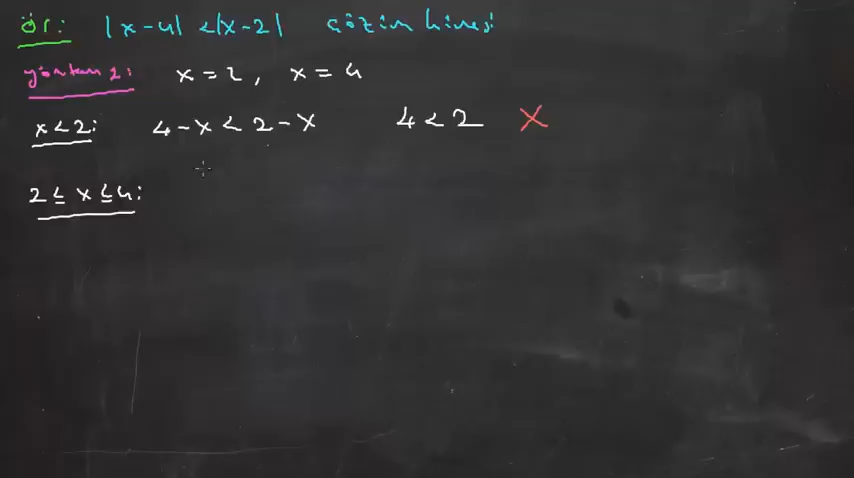 ör: |x-4| < |x-2| çözüm kümesi
yöntem 2: x = 2, x = 4
x < 2: 4 - x < 2 - x 4 < 2 X
2 ≤ x ≤ 4: